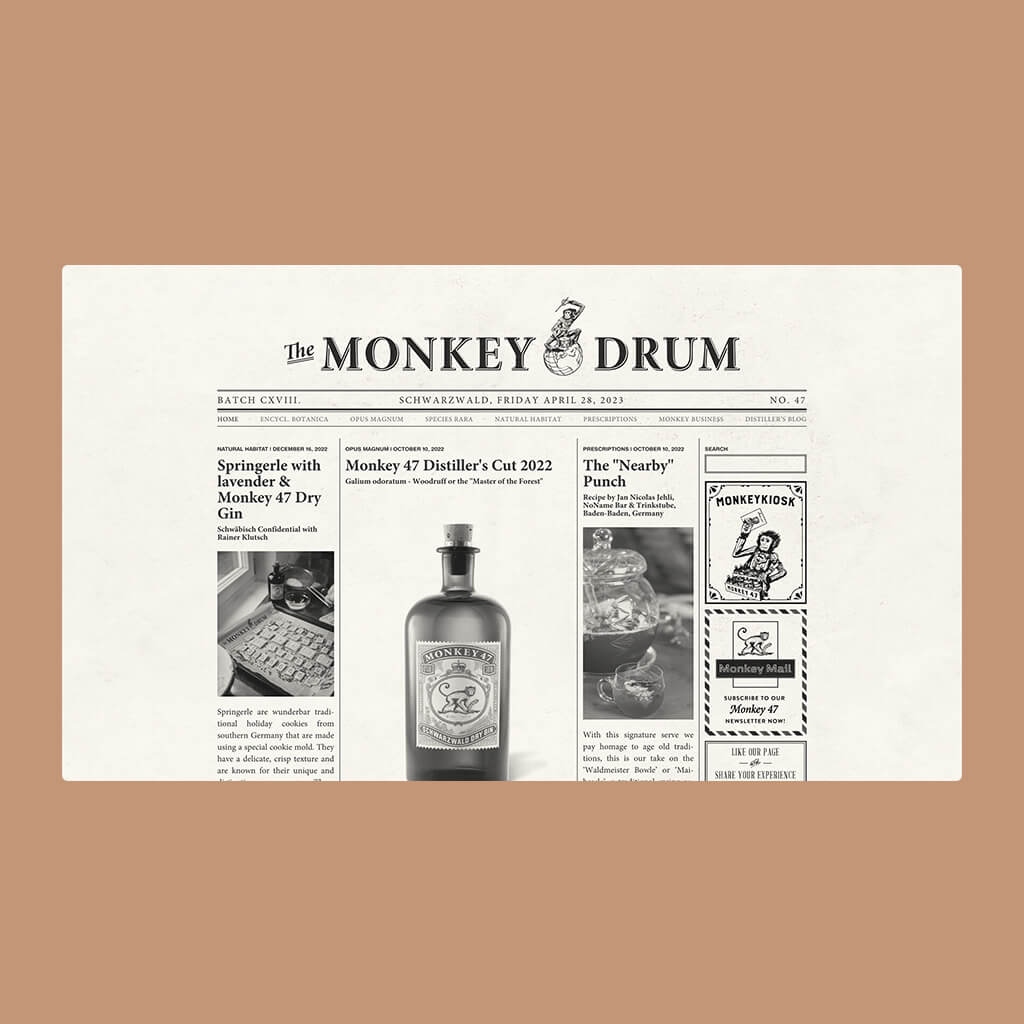 The MONKEY DRUM
BATCH CXVIII.
SCHWARZWALD, FRIDAY APRIL 28, 2023
NO. 47
HOME
ENCYCL. BOTANICA
OPUS MAGNUM
SPECIES RARA
NATURAL HABITAT
PRESCRIPTIONS
MONKEY BUSINE$S
DISTILLER'S BLOG
NATURAL HABITAT | DECEMBER 16, 2022
Springerle with
lavender &
Monkey 47 Dry
Gin
Schwäbisch Confidential with
Rainer Klutsch
MONKEY DRUM
Springerle are wunderbar tradi-
tional holiday cookies from
southern Germany that are made
using a special cookie mold. They
have a delicate, crisp texture and
are known for their unique and
OPUS MAGNUM | OCTOBER 10, 2022
Monkey 47 Distiller's Cut 2022
Galium odoratum - Woodruff or the "Master of the Forest"
MONKEY 47
SCHWARZWALD DRY GIN
PRESCRIPTIONS | OCTOBER 10, 2022
The "Nearby"
Punch
Recipe by Jan Nicolas Jehli,
NoName Bar & Trinkstube,
Baden-Baden, Germany
With this signature serve we
pay homage to age old tradi-
tions, this is our take on the
'Waldmeister Bowle' or 'Mai-
SEARCH
MONKEYKIOSK
MONKEY 47
Monkey Mail
SUBSCRIBE TO OUR
Monkey 47
NEWSLETTER NOW!
LIKE OUR PAGE
SHARE YOUR EXPERIENCE